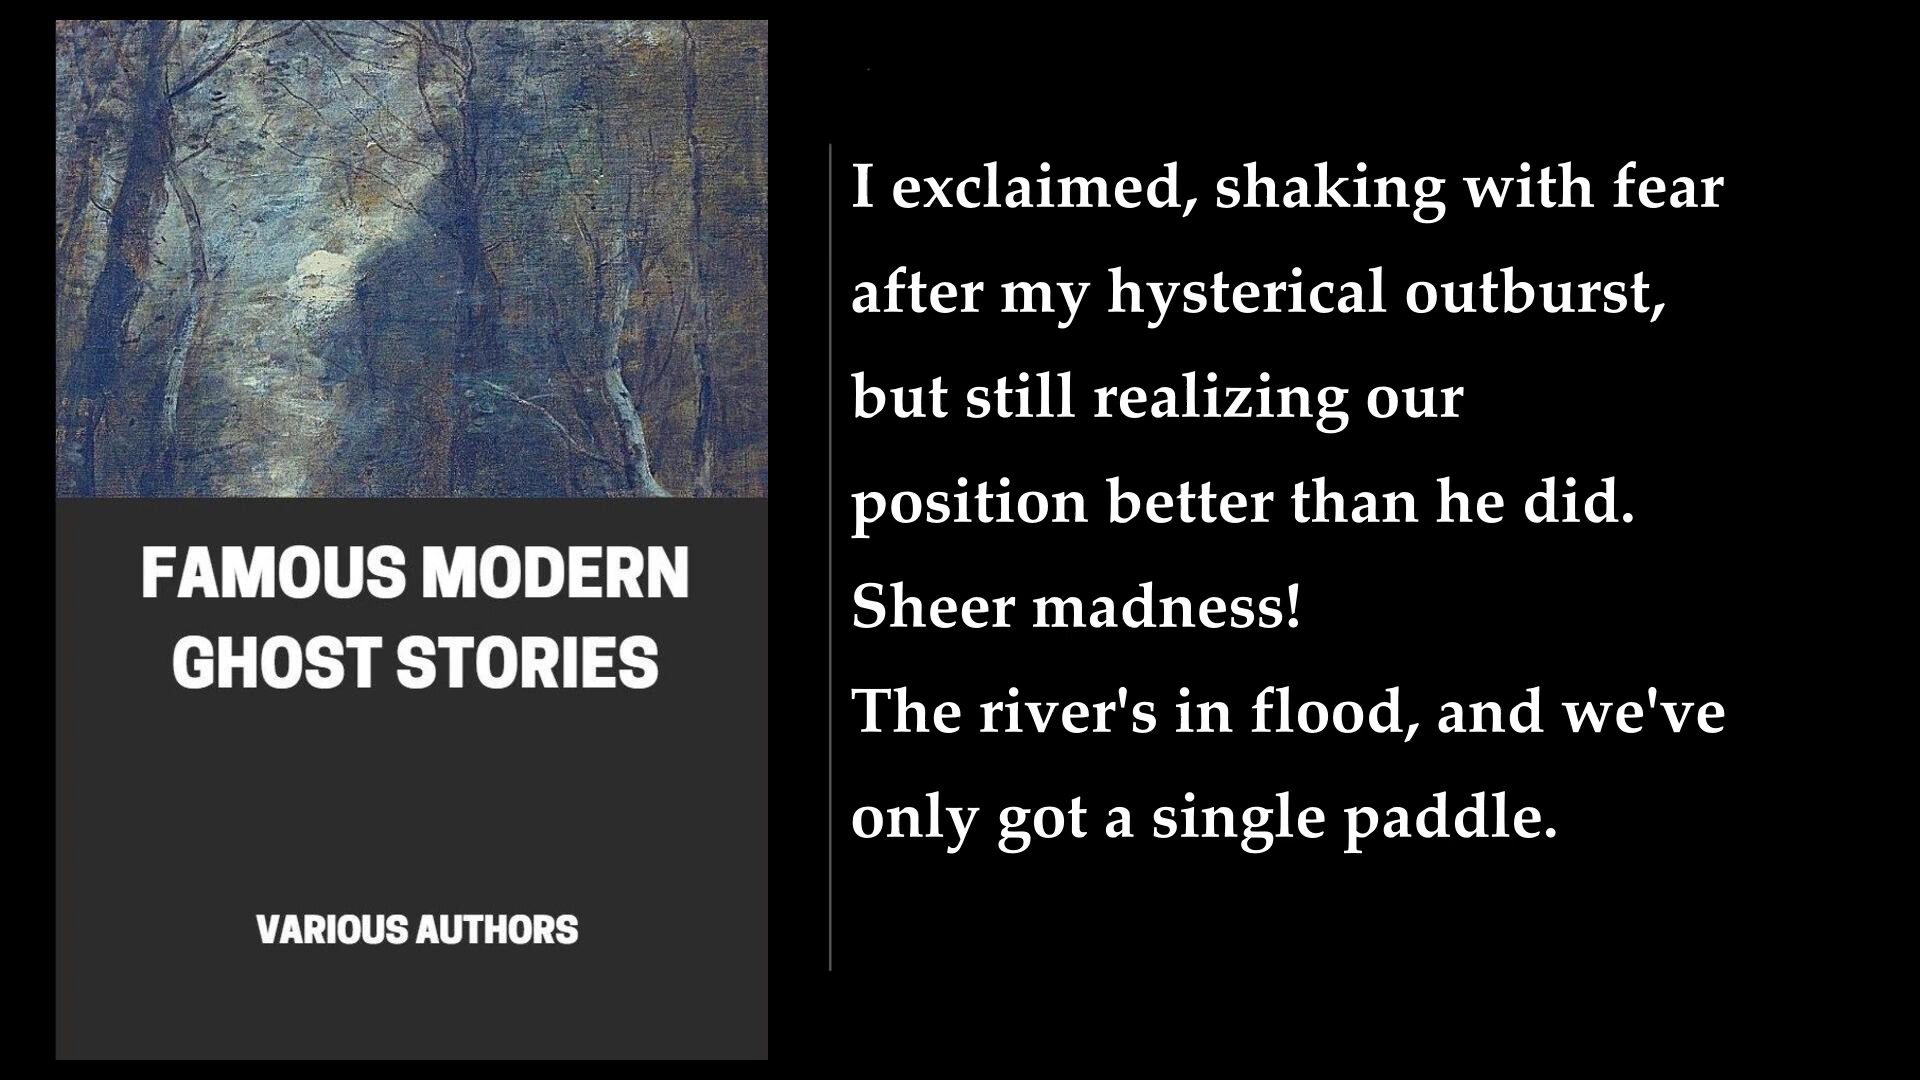 FAMOUS MODERN
GHOST STORIES
VARIOUS AUTHORS
I exclaimed, shaking with fear
after my hysterical outburst,
but still realizing our
position better than he did.
Sheer madness!
The river's in flood, and we've
only got a single paddle.